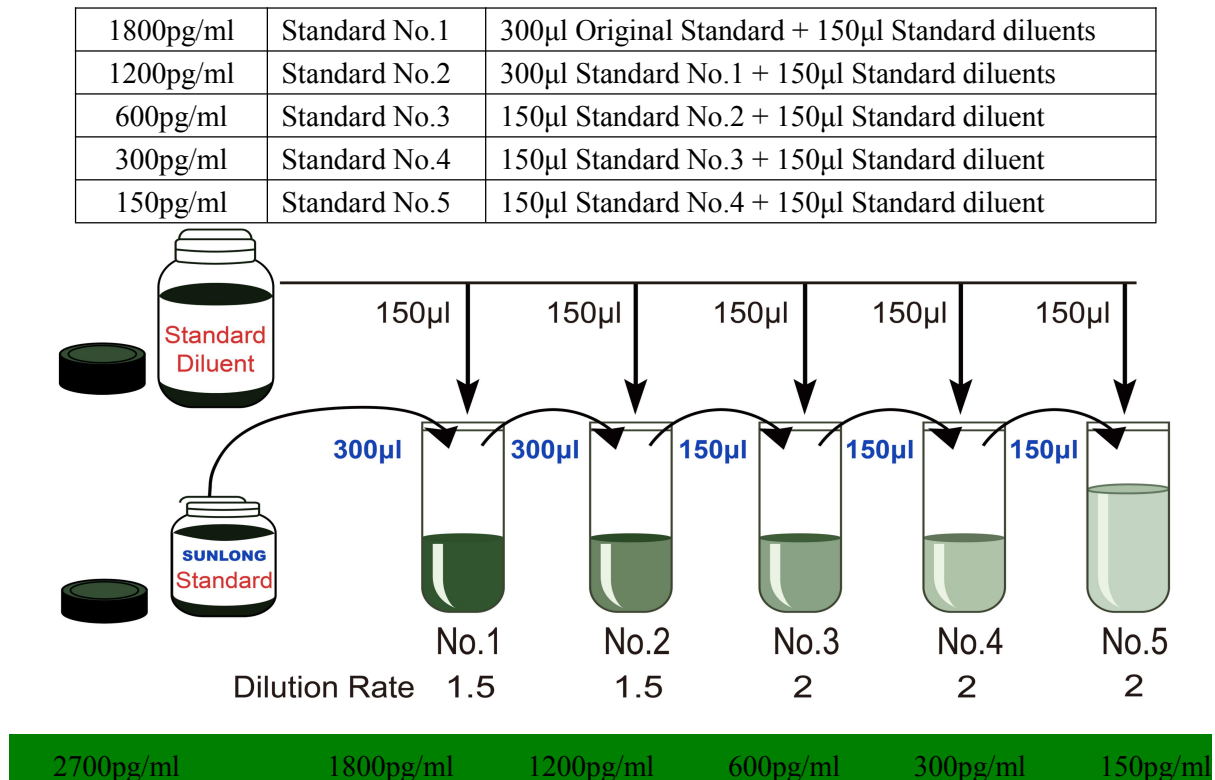 1800pg/ml Standard No.1 300μl Original Standard + 150μl Standard diluents
1200pg/ml Standard No.2 300μl Standard No.1 + 150μl Standard diluents
600pg/ml Standard No.3 150μl Standard No.2 + 150μl Standard diluent
300pg/ml Standard No.4 150μl Standard No.3 + 150μl Standard diluent
150pg/ml Standard No.5 150μl Standard No.4 + 150μl Standard diluent
150μl 150μl 150μl 150μl 150μl
Standard
Diluent
300μl 300μl 150μl 150μl 150μl
SUNLONG
Standard
No.1 No.2 No.3 No.4 No.5
Dilution Rate 1.5 1.5 2 2 2
2700pg/ml 1800pg/ml 1200pg/ml 600pg/ml 300pg/ml 150pg/ml